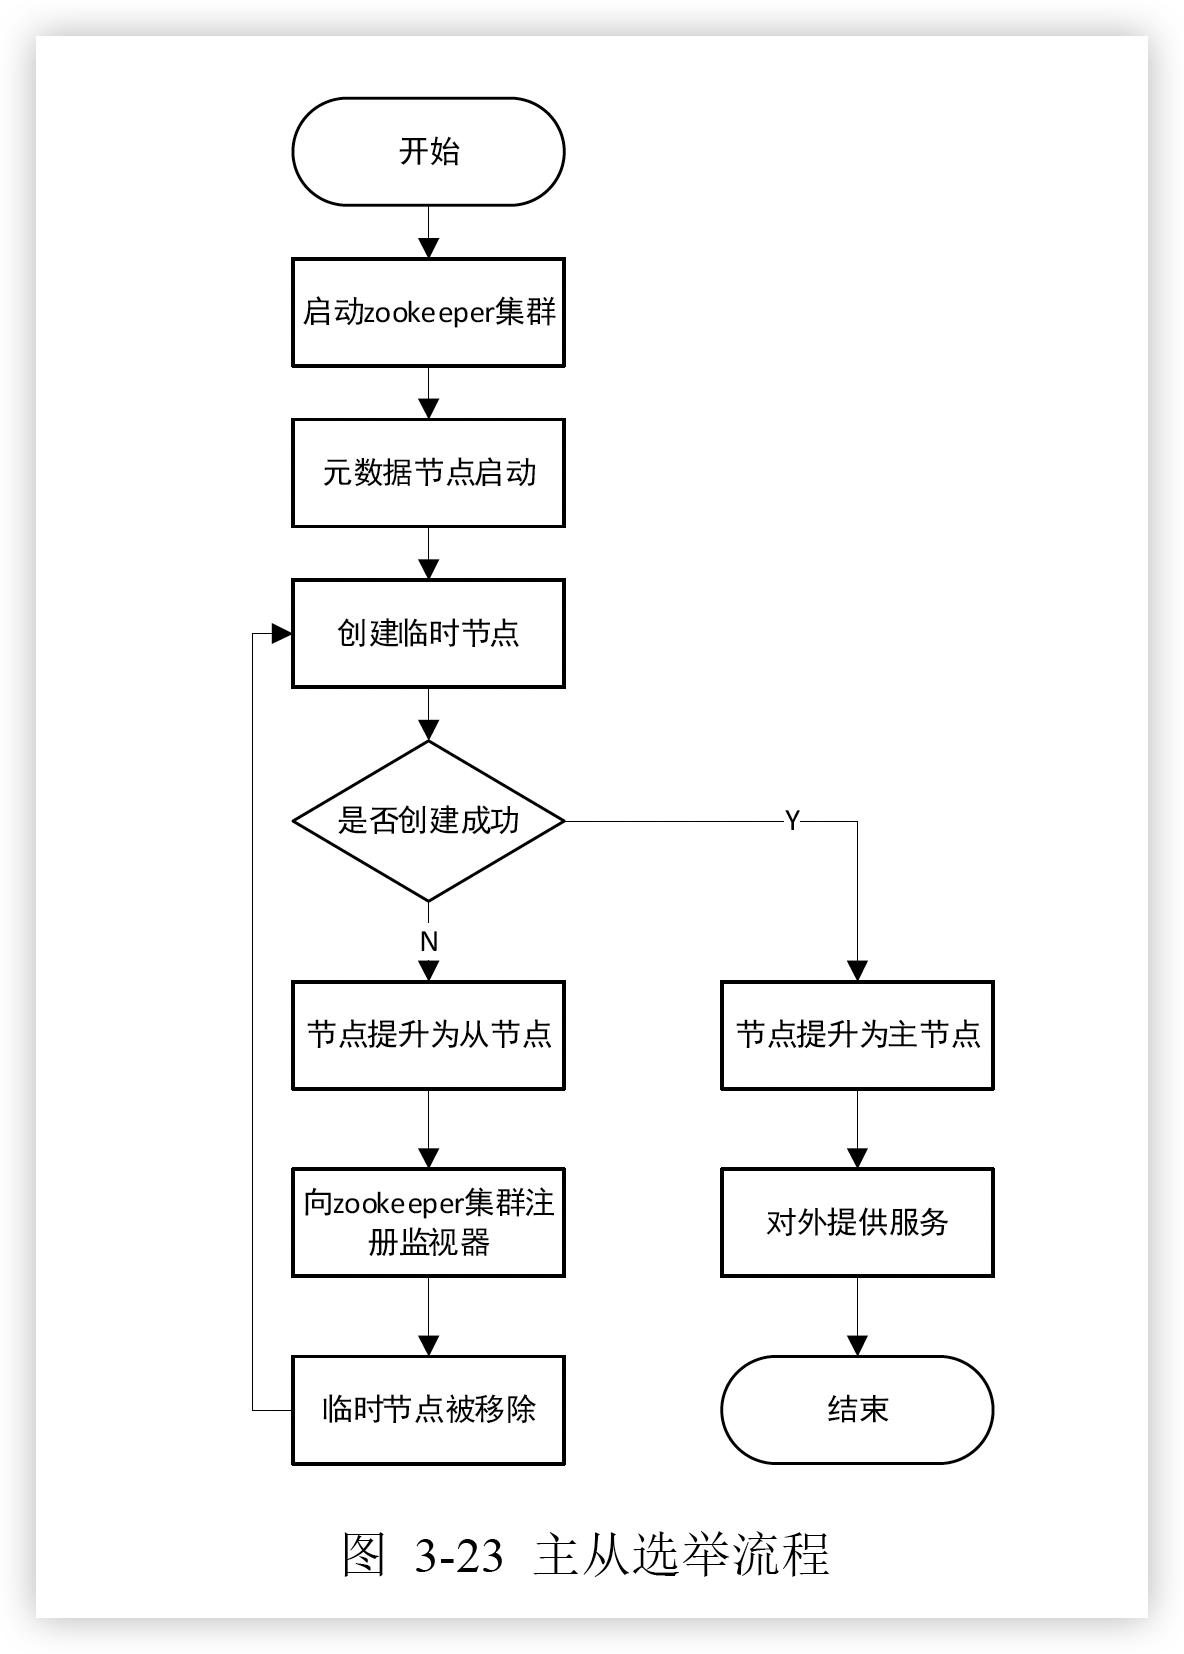 开始
启动zookeeper集群
元数据节点启动
创建临时节点
是否创建成功
Y
N
节点提升为从节点
节点提升为主节点
向zookeeper集群注
册监视器
对外提供服务
临时节点被移除
结束
图 3-23 主从选举流程